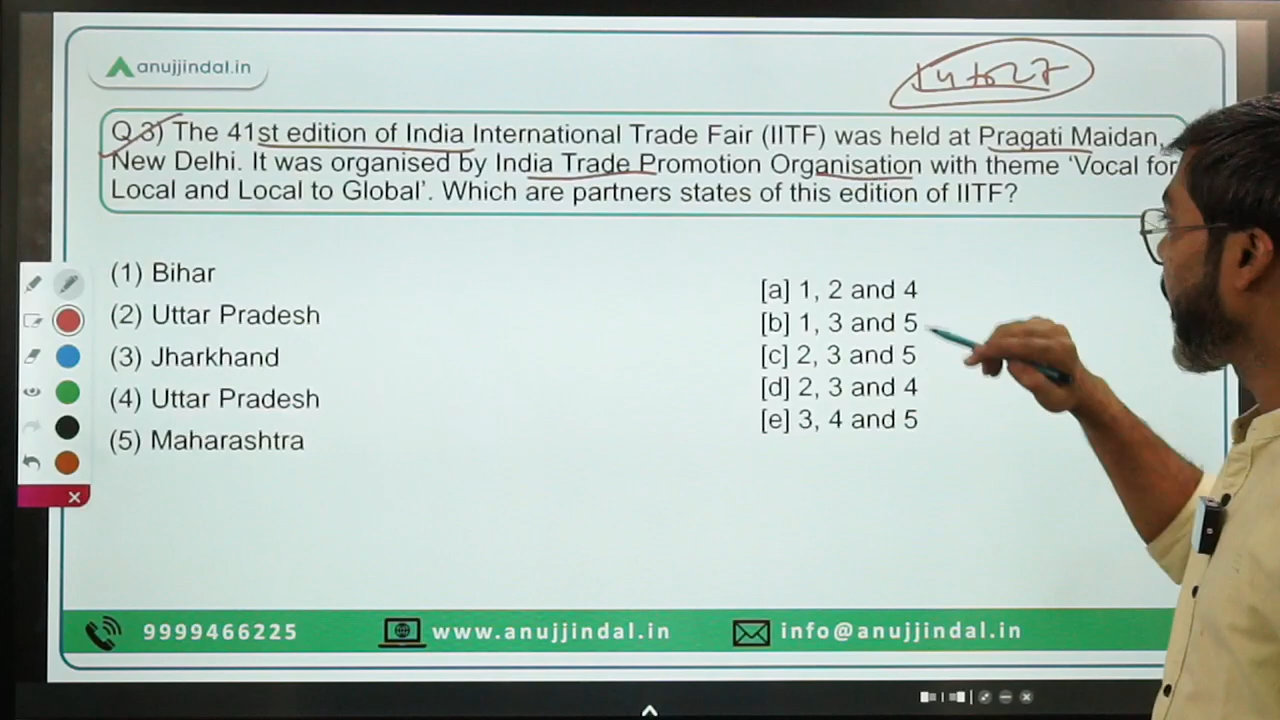 anujjindal.in
14 to 27
Q.3) The 41st edition of India International Trade Fair (IITF) was held at Pragati Maidan,
New Delhi. It was organised by India Trade Promotion Organisation with theme ‘Vocal for
Local and Local to Global’. Which are partners states of this edition of IITF?
(1) Bihar
(2) Uttar Pradesh
(3) Jharkhand
(4) Uttar Pradesh
(5) Maharashtra
[a] 1, 2 and 4
[b] 1, 3 and 5
[c] 2, 3 and 5
[d] 2, 3 and 4
[e] 3, 4 and 5
9999466225
www.anujjindal.in
info@anujjindal.in